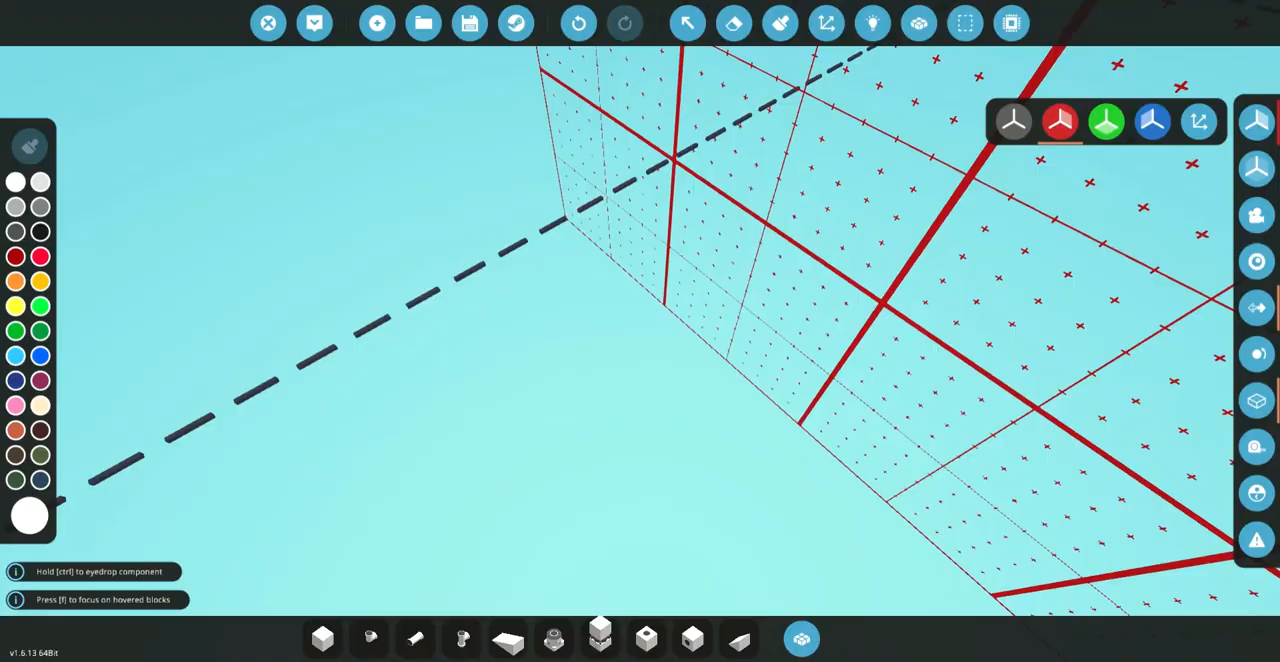 Hold [ctrl] to eyedrop component
Press [f] to focus on hovered blocks
v1.6.13 64Bit